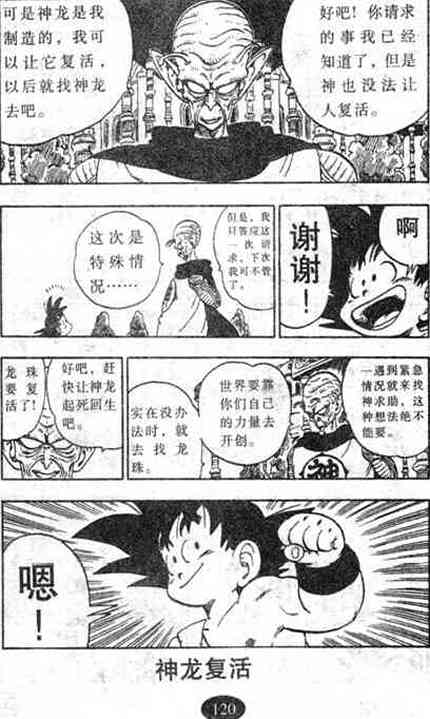 好吧!你请求
的事我已经
知道了,但是
神也没法让
人复活。
可是神龙是我
制造的,我可
以让它复活,
以后就找神龙
去吧。
啊
谢谢!
但是,我
只答应这
一次请
求,下次
我可不管
了。
这次是
特殊情
况……
一遇到紧急
情况就来找
神求助,这
种想法绝不
能要。
世界要靠
你们自己
的力量去
开创。
实在没办
法时,就
去找龙
珠。
神
好吧,赶
快让神龙
起死回生
吧。
龙珠
要复
活了!
嗯!
神龙复活
120